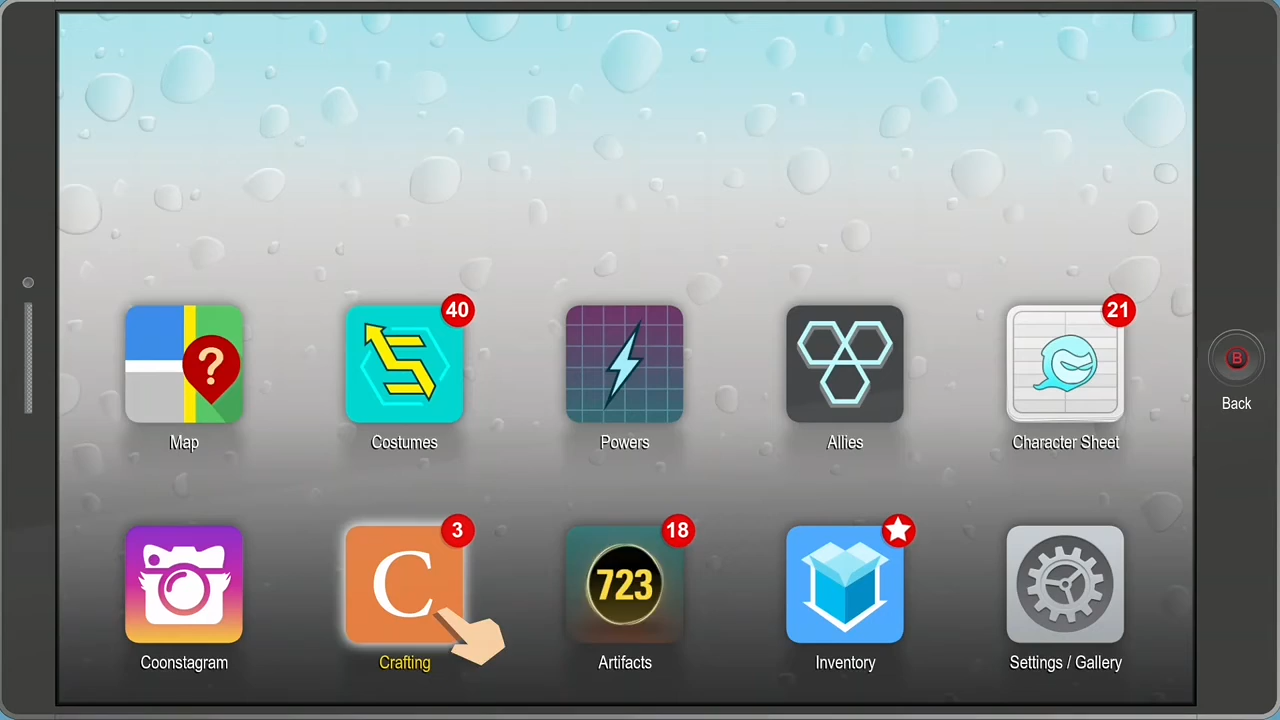 40
21
?
Map
Costumes
Powers
Allies
Character Sheet
B
Back
3
18
C
723
Coonstagram
Crafting
Artifacts
Inventory
Settings / Gallery